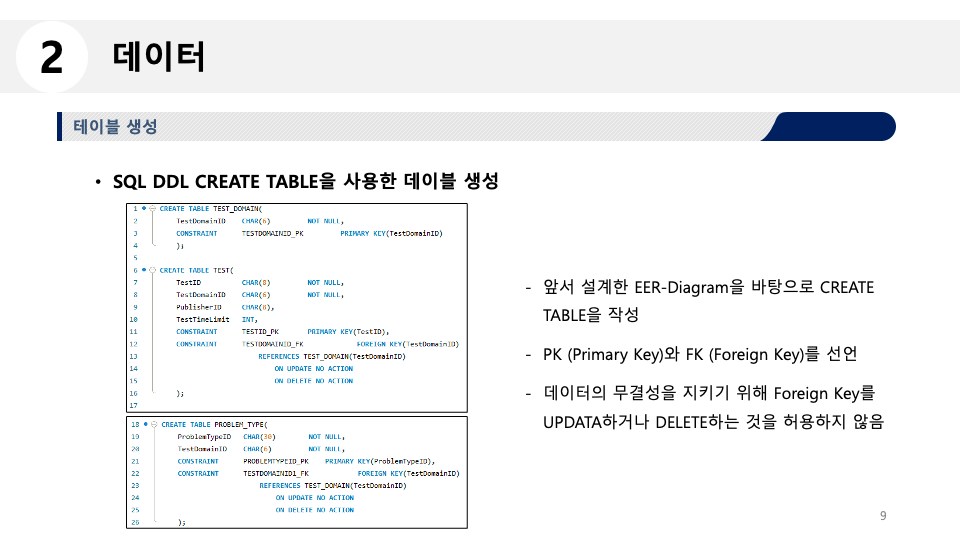 2 데이터
테이블 생성
• SQL DDL CREATE TABLE을 사용한 데이블 생성
1 CREATE TABLE TEST_DOMAIN(
2 TestDomainID CHAR(6) NOT NULL,
3 CONSTRAINT TESTDOMAINID_PK PRIMARY KEY(TestDomainID)
4 );
5
6 CREATE TABLE TEST(
7 TestID CHAR(8) NOT NULL,
8 TestDomainID CHAR(6) NOT NULL,
9 PublisherID CHAR(8),
10 TestTimeLimit INT,
11 CONSTRAINT TESTID_PK PRIMARY KEY(TestID),
12 CONSTRAINT TESTDOMAINID_FK FOREIGN KEY(TestDomainID)
13 REFERENCES TEST_DOMAIN(TestDomainID)
14 ON UPDATE NO ACTION
15 ON DELETE NO ACTION
16 );
17
18 CREATE TABLE PROBLEM_TYPE(
19 ProblemTypeID CHAR(30) NOT NULL,
20 TestDomainID CHAR(6) NOT NULL,
21 CONSTRAINT PROBLEMTYPEID_PK PRIMARY KEY(ProblemTypeID),
22 CONSTRAINT TESTDOMAINID1_FK FOREIGN KEY(TestDomainID)
23 REFERENCES TEST_DOMAIN(TestDomainID)
24 ON UPDATE NO ACTION
25 ON DELETE NO ACTION
26 );
- 앞서 설계한 EER-Diagram을 바탕으로 CREATE
TABLE을 작성
- PK (Primary Key)와 FK (Foreign Key)를 선언
- 데이터의 무결성을 지키기 위해 Foreign Key를
UPDATA하거나 DELETE하는 것을 허용하지 않음
9